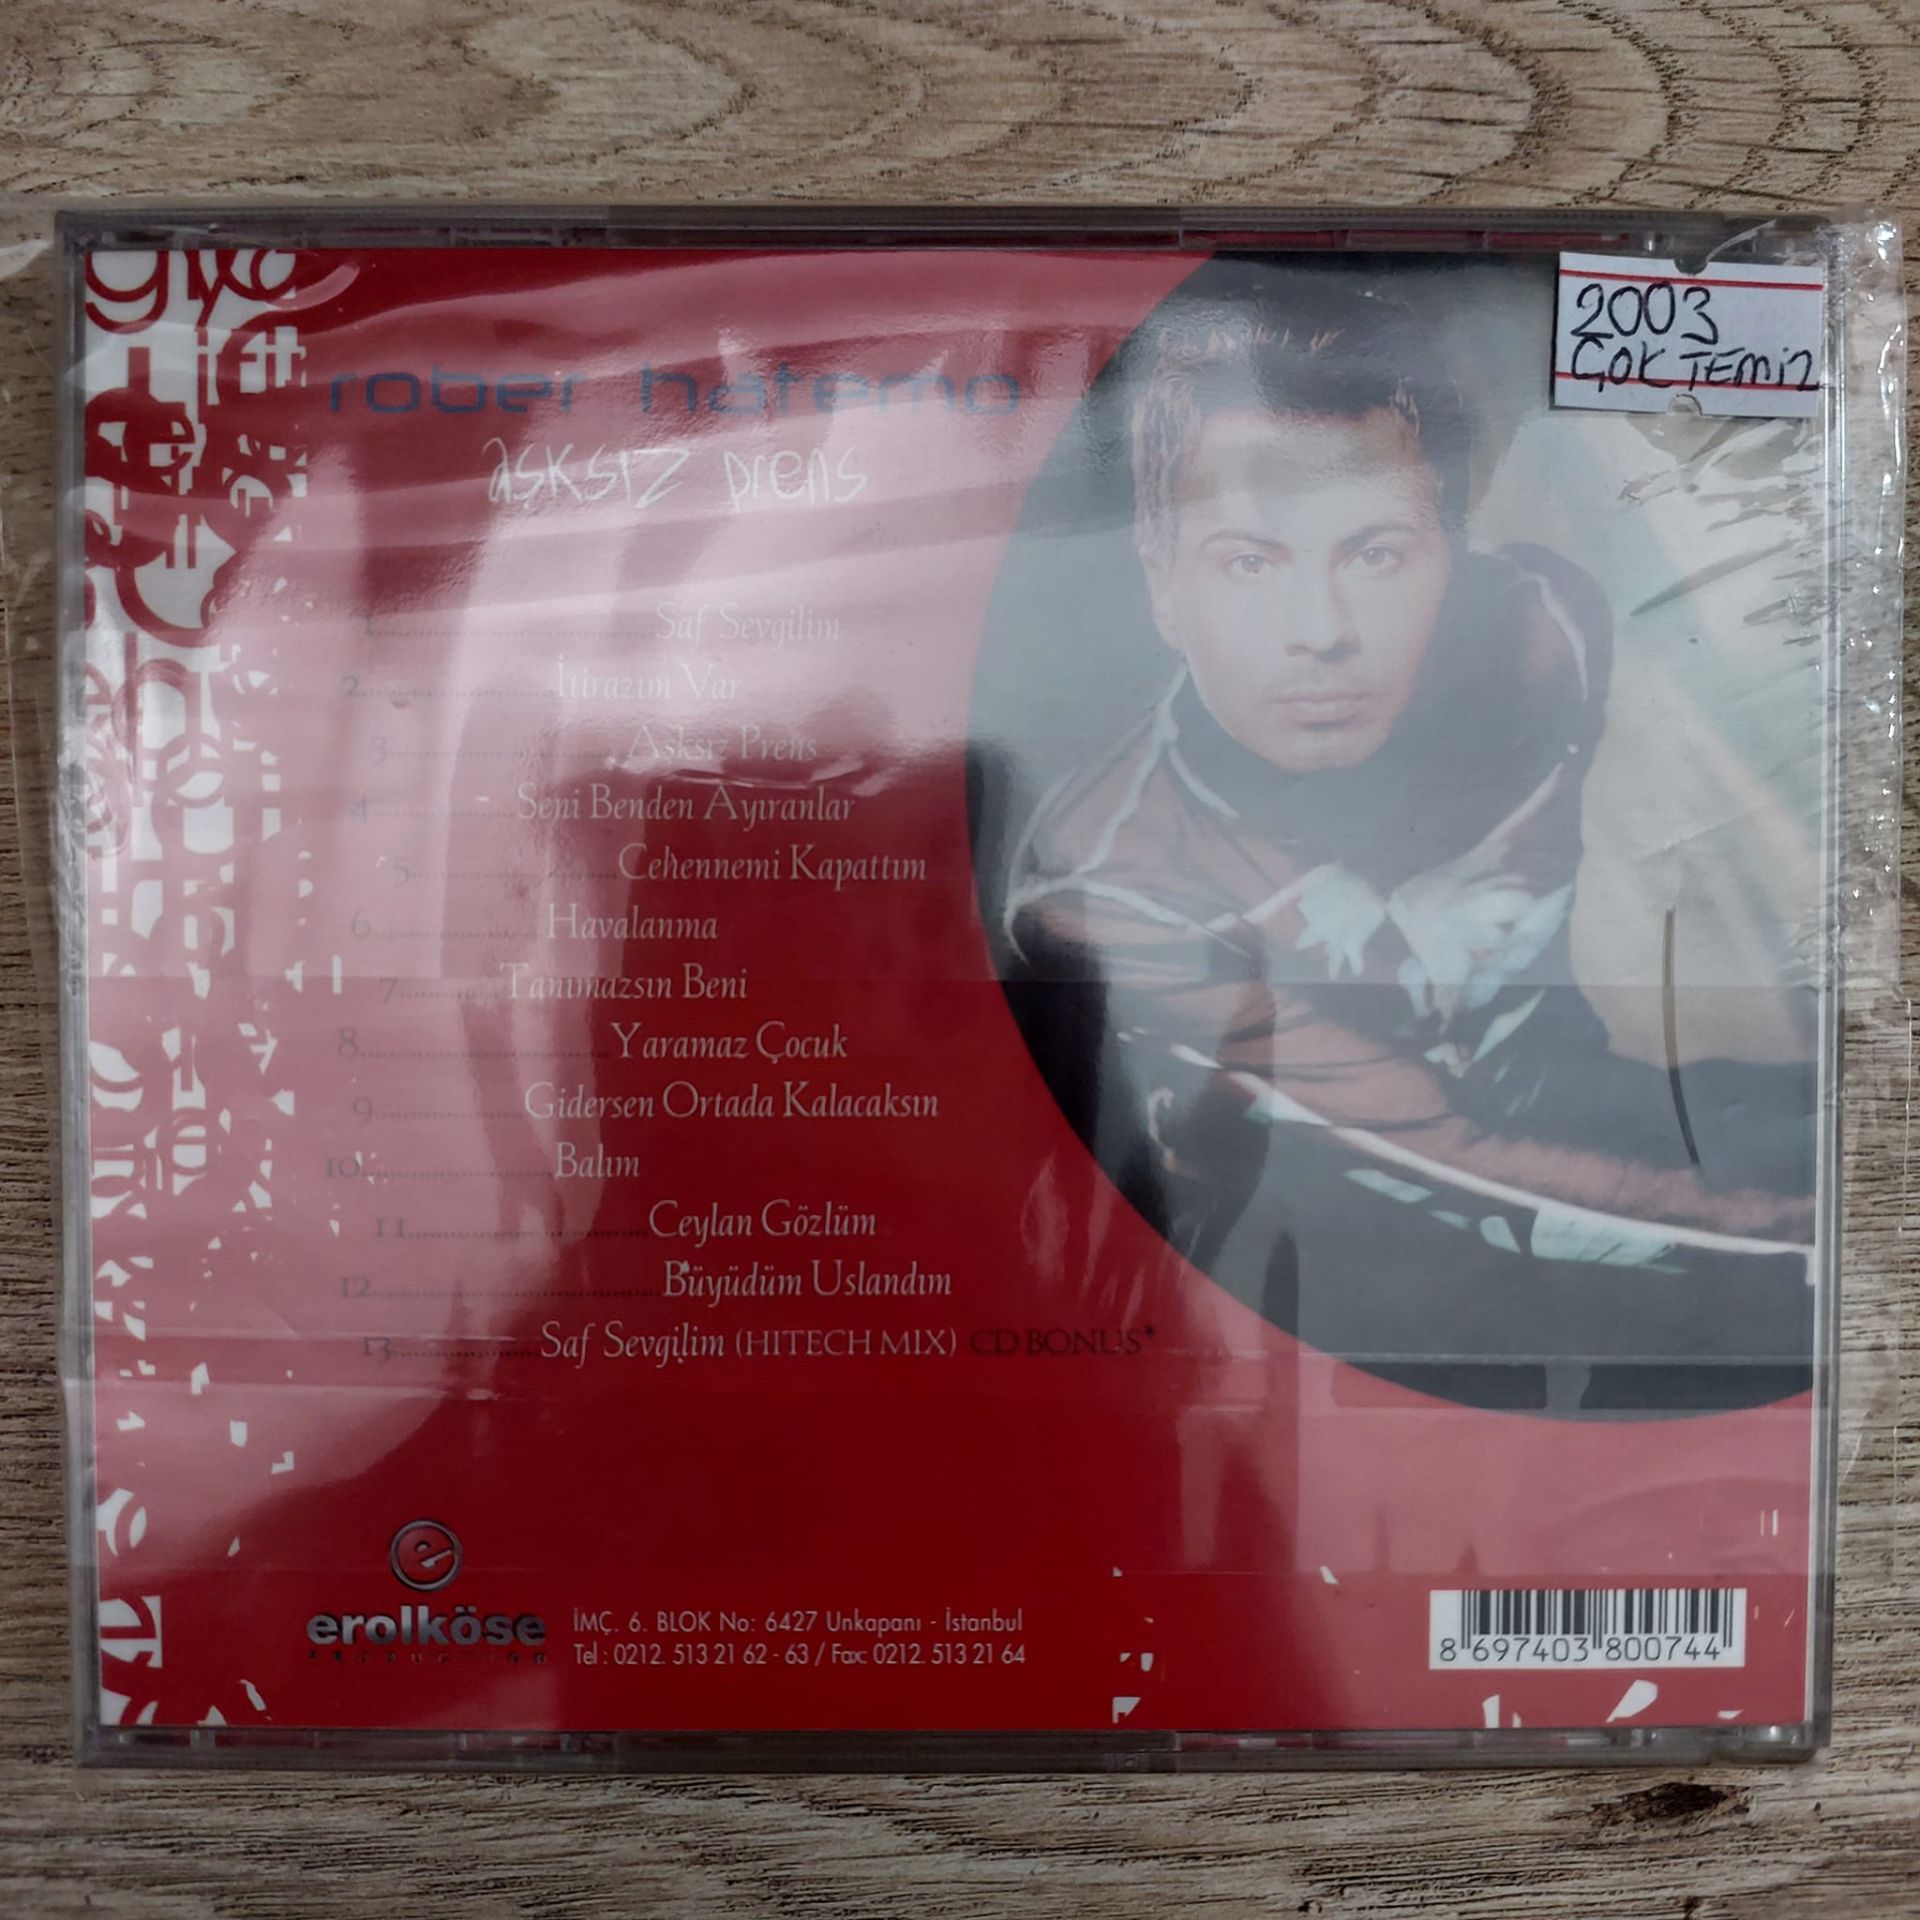 2003
ÇOK TEMİZ
rober hatemo
aşksız prens
1 Saf Sevgilim
2 İtirazım Var
3 Aşksız Prens
4 Seni Benden Ayıranlar
5 Cehennemi Kapattım
6 Havalanma
7 Tanımazsın Beni
8 Yaramaz Çocuk
9 Gidersen Ortada Kalacaksın
10 Balım
11 Ceylan Gözlüm
12 Büyüdüm Uslandım
13 Saf Sevgilim (HITECH MIX) CD BONUS*
e
erolköse
PRODUCTION
İMÇ. 6. BLOK No: 6427 Unkapanı - İstanbul
Tel : 0212. 513 21 62 - 63 / Fax: 0212. 513 21 64
8 697403 800744